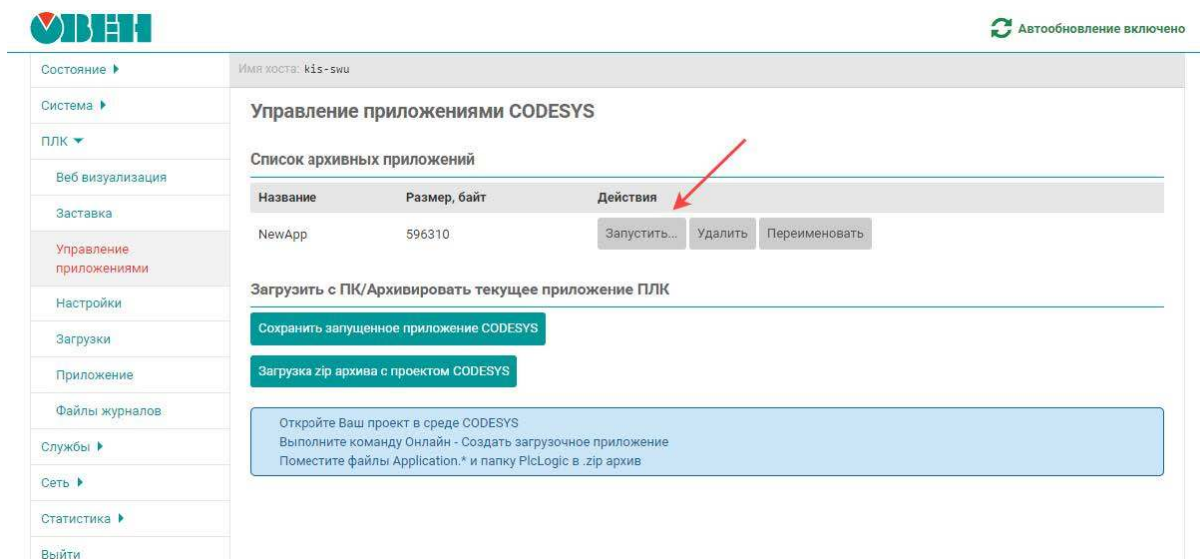 ОВЕН
Автообновление включено
Состояние
Имя хоста: kis-swu
Система
ПЛК
Веб визуализация
Заставка
Управление
приложениями
Настройки
Загрузки
Приложение
Файлы журналов
Службы
Сеть
Статистика
Выйти
Управление приложениями CODESYS
Список архивных приложений
Название Размер, байт Действия
NewApp 596310 Запустить... Удалить Переименовать
Загрузить с ПК/Архивировать текущее приложение ПЛК
Сохранить запущенное приложение CODESYS
Загрузка zip архива с проектом CODESYS
Откройте Ваш проект в среде CODESYS
Выполните команду Онлайн - Создать загрузочное приложение
Поместите файлы Application.* и папку PlcLogic в .zip архив